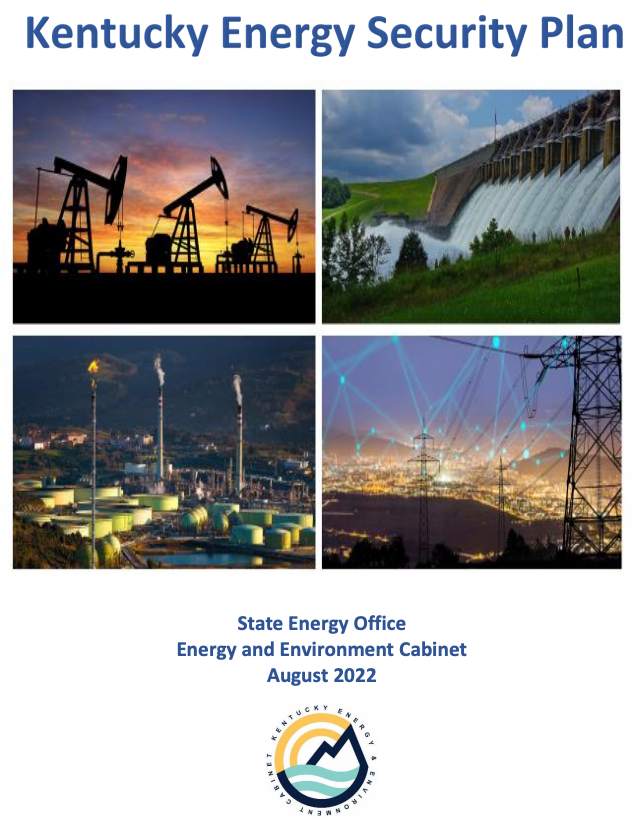 Kentucky Energy Security Plan
State Energy Office
Energy and Environment Cabinet
August 2022
KENTUCKY ENERGY & ENVIRONMENT CABINET